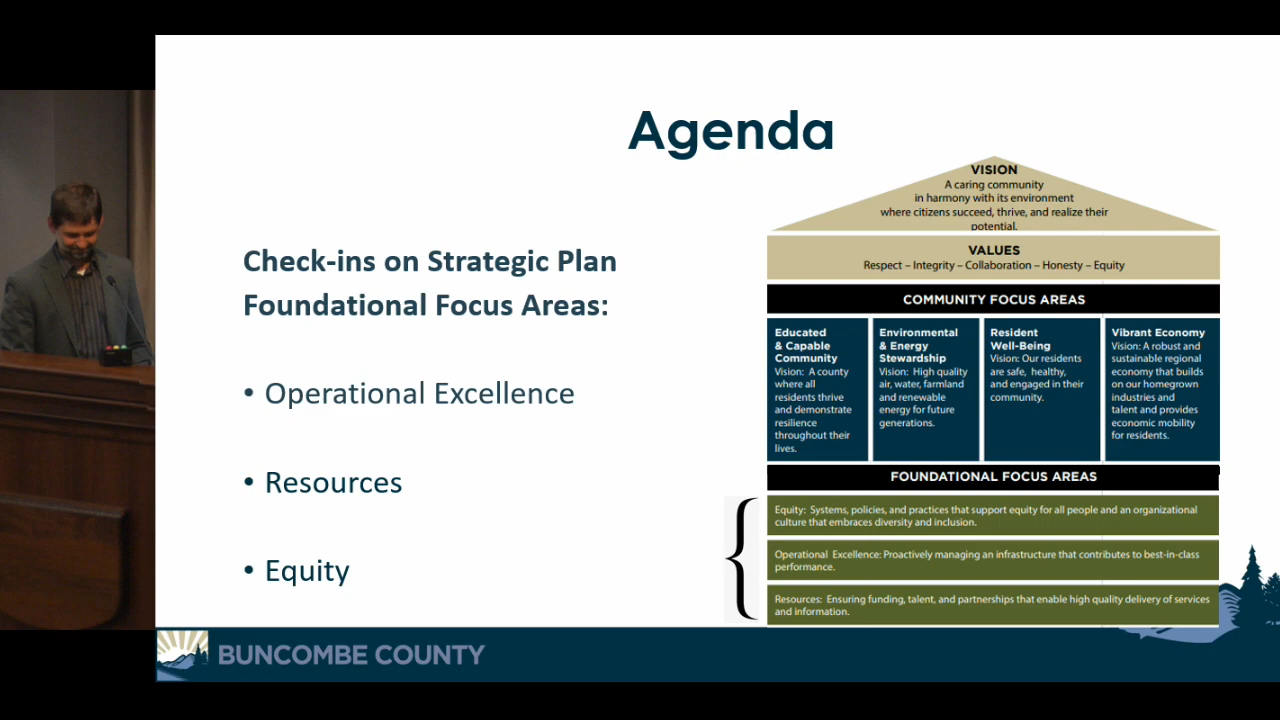 Agenda
Check-ins on Strategic Plan
Foundational Focus Areas:
• Operational Excellence
• Resources
• Equity
VISION
A caring community
in harmony with its environment
where citizens succeed, thrive, and realize their
potential.
VALUES
Respect – Integrity – Collaboration – Honesty – Equity
COMMUNITY FOCUS AREAS
Educated
& Capable
Community
Vision: A county
where all
residents thrive
and demonstrate
resilience
throughout their
lives.
Environmental
& Energy
Stewardship
Vision: High quality
air, water, farmland
and renewable
energy for future
generations.
Resident
Well-Being
Vision: Our residents
are safe, healthy,
and engaged in their
community.
Vibrant Economy
Vision: A robust and
sustainable regional
economy that builds
on our homegrown
industries and
talent and provides
economic mobility
for residents.
FOUNDATIONAL FOCUS AREAS
Equity: Systems, policies, and practices that support equity for all people and an organizational
culture that embraces diversity and inclusion.
Operational Excellence: Proactively managing an infrastructure that contributes to best-in-class
performance.
Resources: Ensuring funding, talent, and partnerships that enable high quality delivery of services
and information.
BUNCOMBE COUNTY